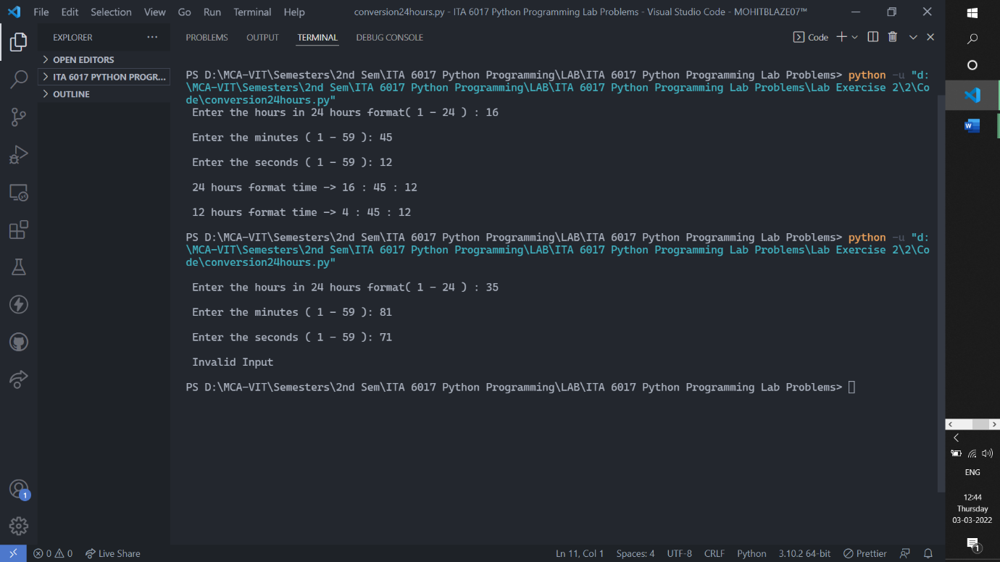 File Edit Selection View Go Run Terminal Help conversion24hours.py - ITA 6017 Python Programming Lab Problems - Visual Studio Code - MOHITBLAZE07™
EXPLORER ···
OPEN EDITORS
ITA 6017 PYTHON PROGR...
OUTLINE
PROBLEMS OUTPUT TERMINAL DEBUG CONSOLE Code
PS D:\MCA-VIT\Semesters\2nd Sem\ITA 6017 Python Programming\LAB\ITA 6017 Python Programming Lab Problems> python -u "d:
\MCA-VIT\Semesters\2nd Sem\ITA 6017 Python Programming\LAB\ITA 6017 Python Programming Lab Problems\Lab Exercise 2\2\Co
de\conversion24hours.py"
Enter the hours in 24 hours format( 1 - 24 ) : 16
Enter the minutes ( 1 - 59 ): 45
Enter the seconds ( 1 - 59 ): 12
24 hours format time -> 16 : 45 : 12
12 hours format time -> 4 : 45 : 12
PS D:\MCA-VIT\Semesters\2nd Sem\ITA 6017 Python Programming\LAB\ITA 6017 Python Programming Lab Problems> python -u "d:
\MCA-VIT\Semesters\2nd Sem\ITA 6017 Python Programming\LAB\ITA 6017 Python Programming Lab Problems\Lab Exercise 2\2\Co
de\conversion24hours.py"
Enter the hours in 24 hours format( 1 - 24 ) : 35
Enter the minutes ( 1 - 59 ): 81
Enter the seconds ( 1 - 59 ): 71
Invalid Input
PS D:\MCA-VIT\Semesters\2nd Sem\ITA 6017 Python Programming\LAB\ITA 6017 Python Programming Lab Problems>
1
0 0 Live Share Ln 11, Col 1 Spaces: 4 UTF-8 CRLF Python 3.10.2 64-bit Prettier
W
ENG
12:44
Thursday
03-03-2022
1